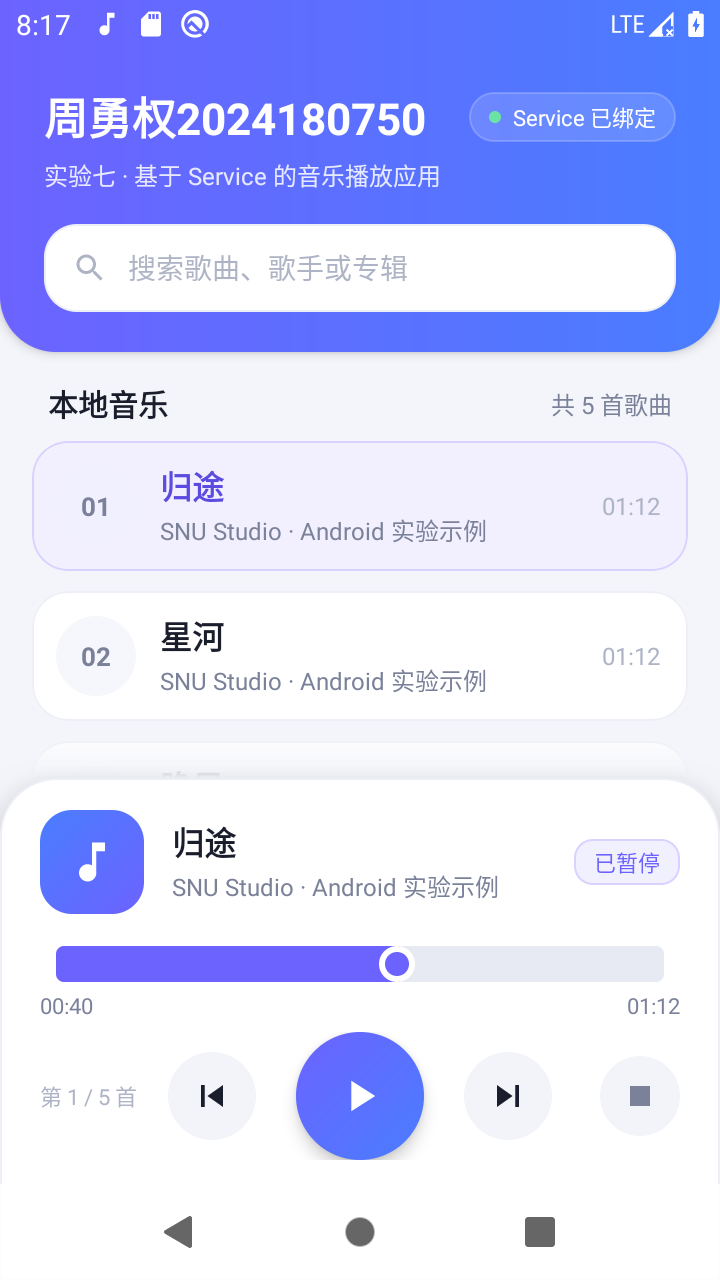 8:17
LTE
周勇权2024180750
Service 已绑定
实验七 · 基于 Service 的音乐播放应用
搜索歌曲、歌手或专辑
本地音乐
共 5 首歌曲
01
归途
SNU Studio · Android 实验示例
01:12
02
星河
SNU Studio · Android 实验示例
01:12
归途
SNU Studio · Android 实验示例
已暂停
00:40
01:12
第 1 / 5 首